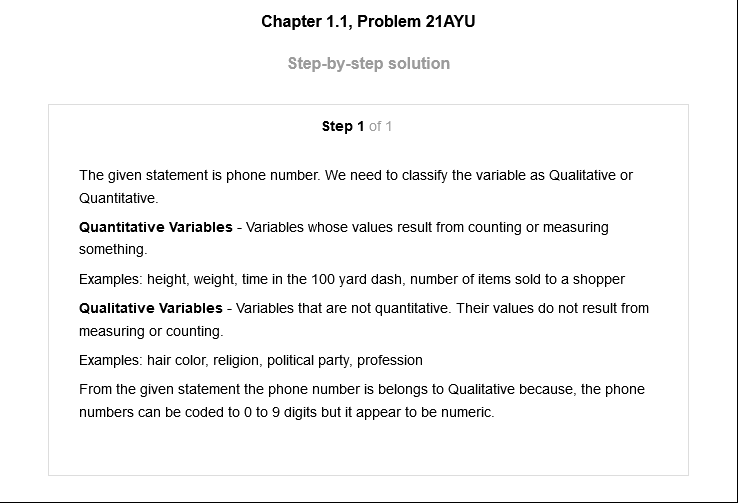 Chapter 1.1, Problem 21AYU
Step-by-step solution
Step 1 of 1
The given statement is phone number. We need to classify the variable as Qualitative or
Quantitative.
Quantitative Variables - Variables whose values result from counting or measuring
something.
Examples: height, weight, time in the 100 yard dash, number of items sold to a shopper
Qualitative Variables - Variables that are not quantitative. Their values do not result from
measuring or counting.
Examples: hair color, religion, political party, profession
From the given statement the phone number is belongs to Qualitative because, the phone
numbers can be coded to 0 to 9 digits but it appear to be numeric.